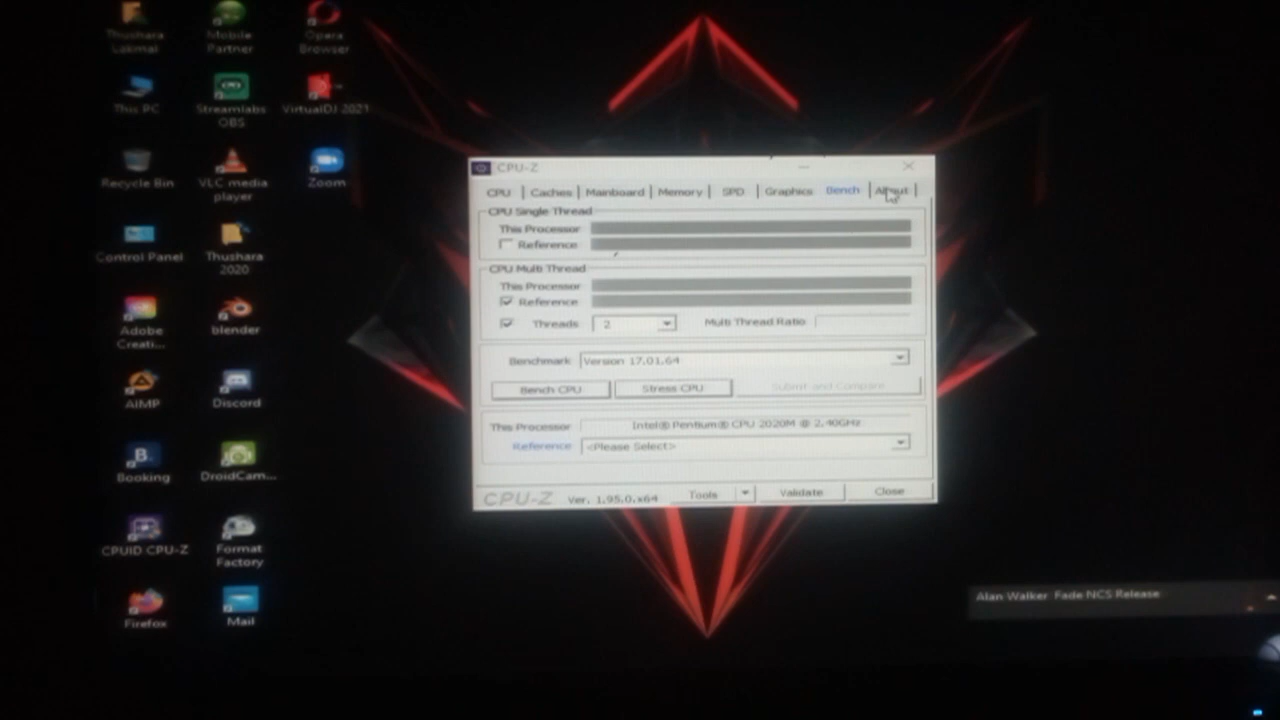 Thushara
Lakmal
Mobile
Partner
Opera
Browser
This PC
Streamlabs
OBS
VirtualDJ 2021
Recycle Bin
VLC media
player
Zoom
Control Panel
Thushara
2020
Adobe
Creati...
blender
AIMP
Discord
B.
Booking
DroidCam...
CPUID CPU-Z
Format
Factory
Firefox
Mail
CPU-Z
CPU Caches Mainboard Memory SPD Graphics Bench About
CPU Single Thread
This Processor
Reference
CPU Multi Thread
This Processor
Reference
Threads 2 Multi Thread Ratio
Benchmark Version 17.01.64
Bench CPU Stress CPU Submit and Compare
This Processor Intel® Pentium® CPU 2020M @ 2.40GHz
Reference <Please Select>
CPU-Z Ver. 1.95.0.x64 Tools Validate Close
Alan Walker Fade NCS Release